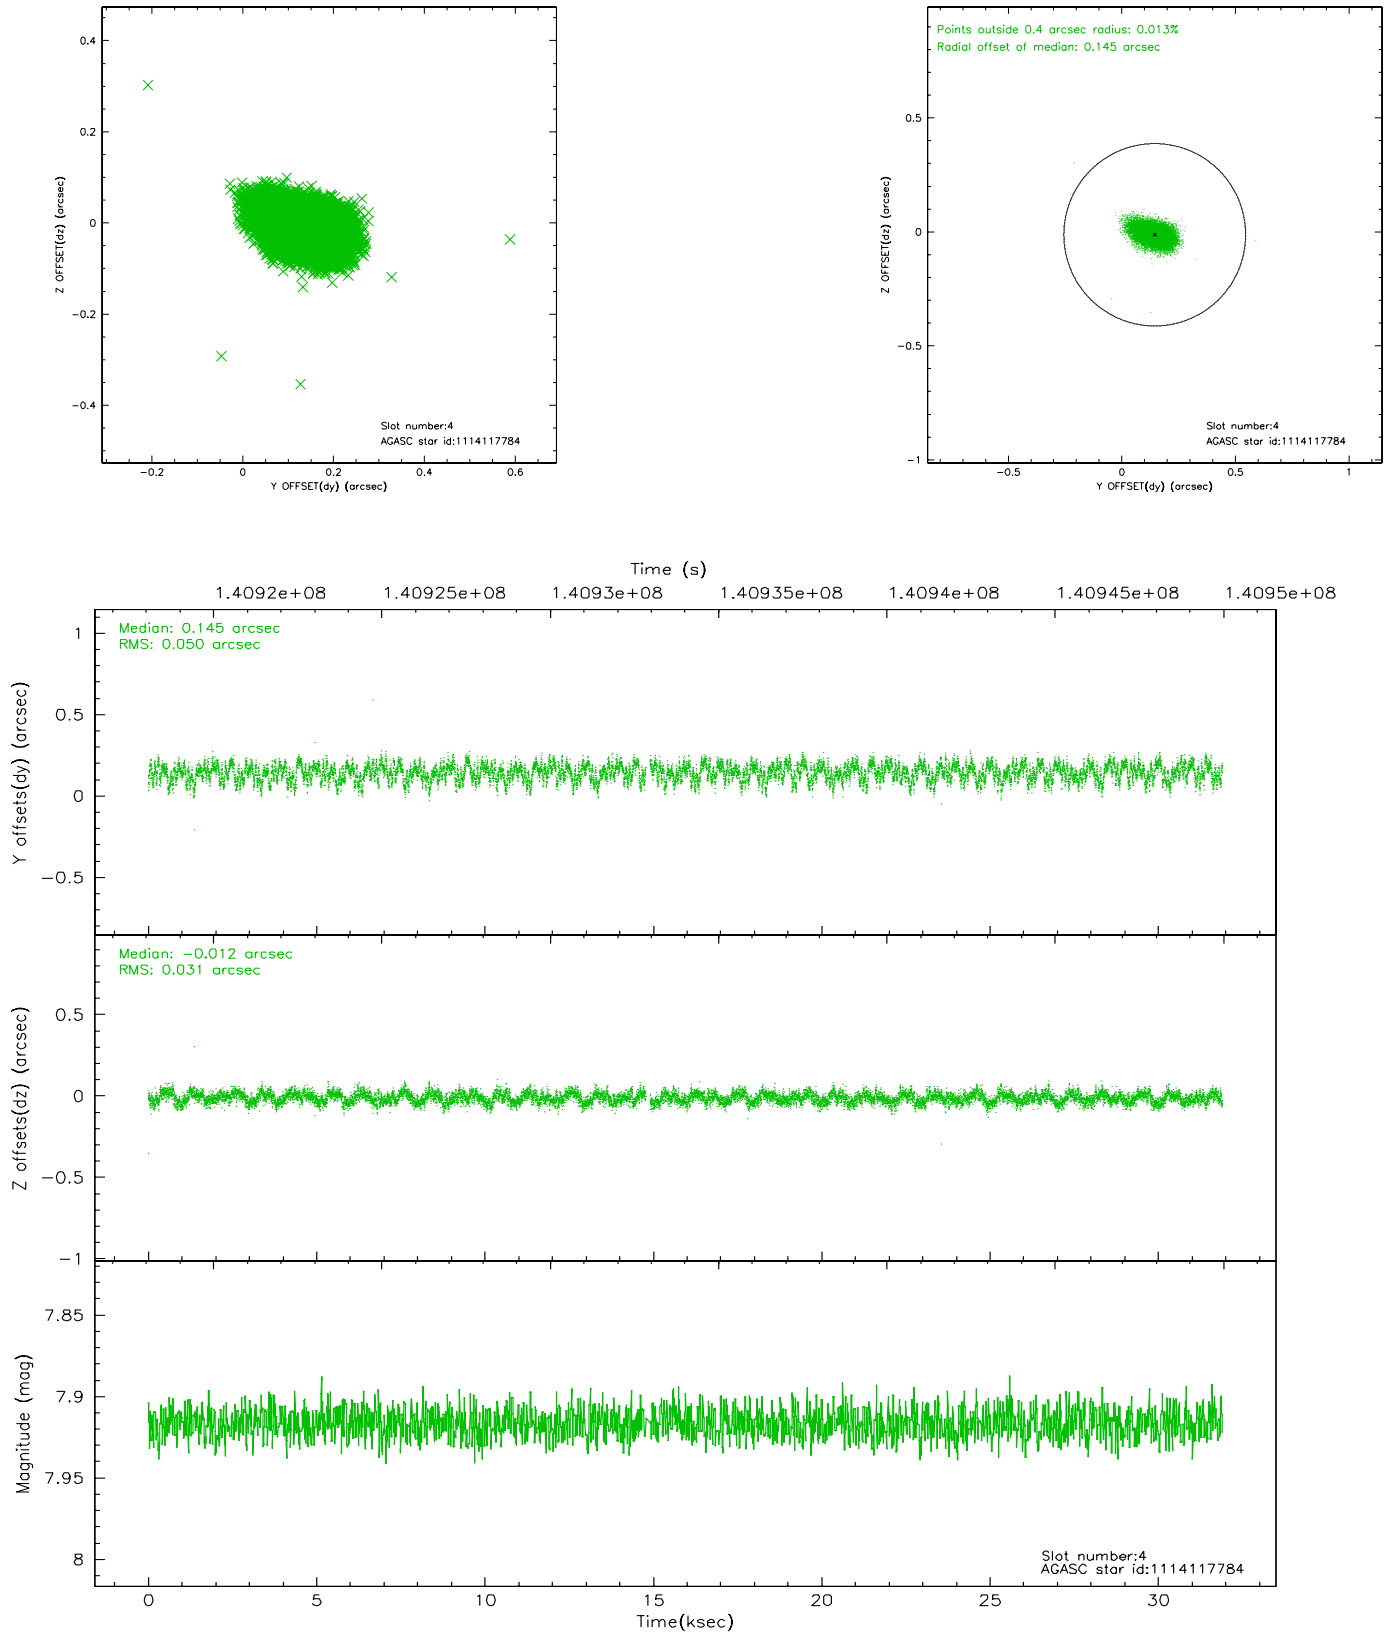 0.4
0.2
0
−0.2
−0.4
Z OFFSET(dz) (arcsec)
Slot number:4
AGASC star id:1114117784
−0.2 0 0.2 0.4 0.6
Y OFFSET(dy) (arcsec)
Points outside 0.4 arcsec radius: 0.013%
Radial offset of median: 0.145 arcsec
0.5
0
−0.5
−1
Z OFFSET(dz) (arcsec)
Slot number:4
AGASC star id:1114117784
−0.5 0 0.5 1
Y OFFSET(dy) (arcsec)
Time (s)
1.4092e+08 1.40925e+08 1.4093e+08 1.40935e+08 1.4094e+08 1.40945e+08 1.4095e+08
Median: 0.145 arcsec
RMS: 0.050 arcsec
1
0.5
0
−0.5
Y offsets(dy) (arcsec)
Median: −0.012 arcsec
RMS: 0.031 arcsec
0.5
0
−0.5
−1
Z offsets(dz) (arcsec)
7.85
7.9
7.95
8
Magnitude (mag)
Slot number:4
AGASC star id:1114117784
0 5 10 15 20 25 30
Time(ksec)